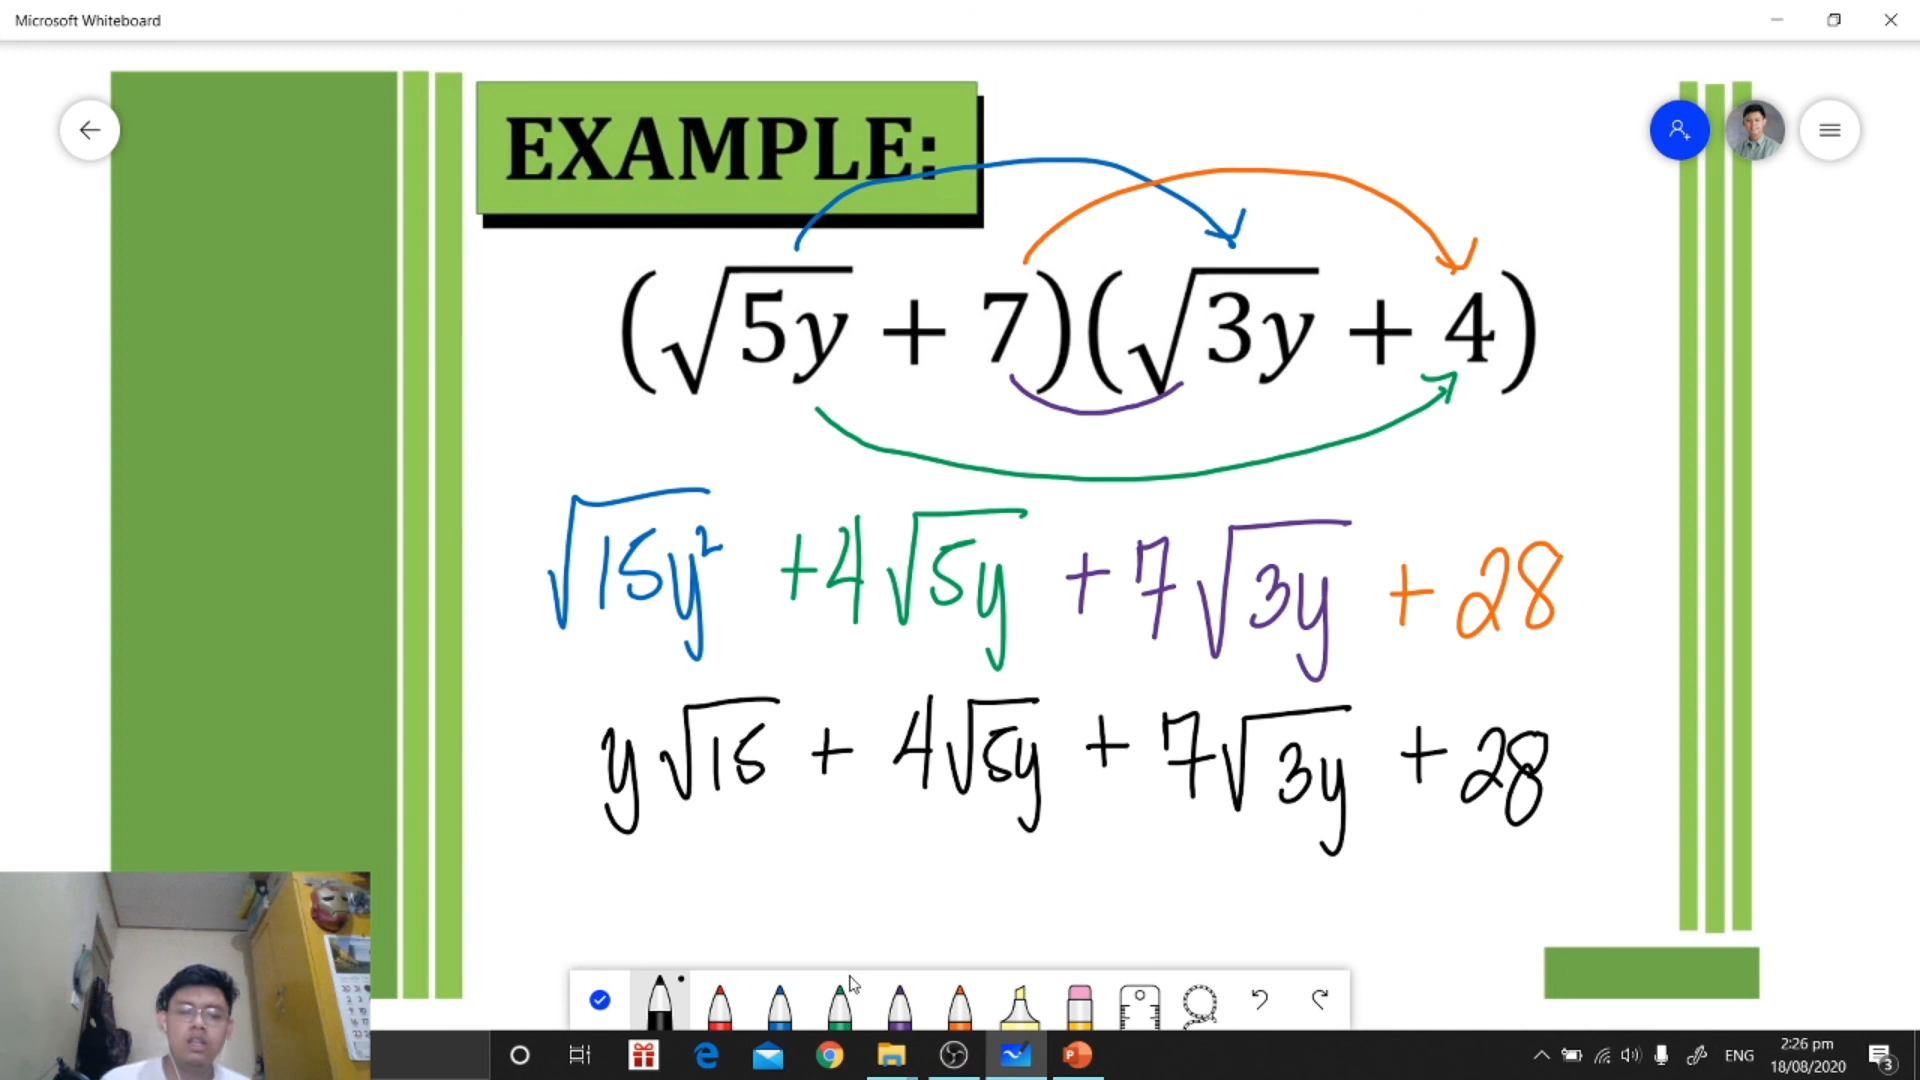 Microsoft Whiteboard
EXAMPLE:
(√5y + 7)(√3y + 4)
√15y² +4√5y +7√3y +28
y√15 + 4√5y + 7√3y +28
ENG
2:26 pm
18/08/2020
3